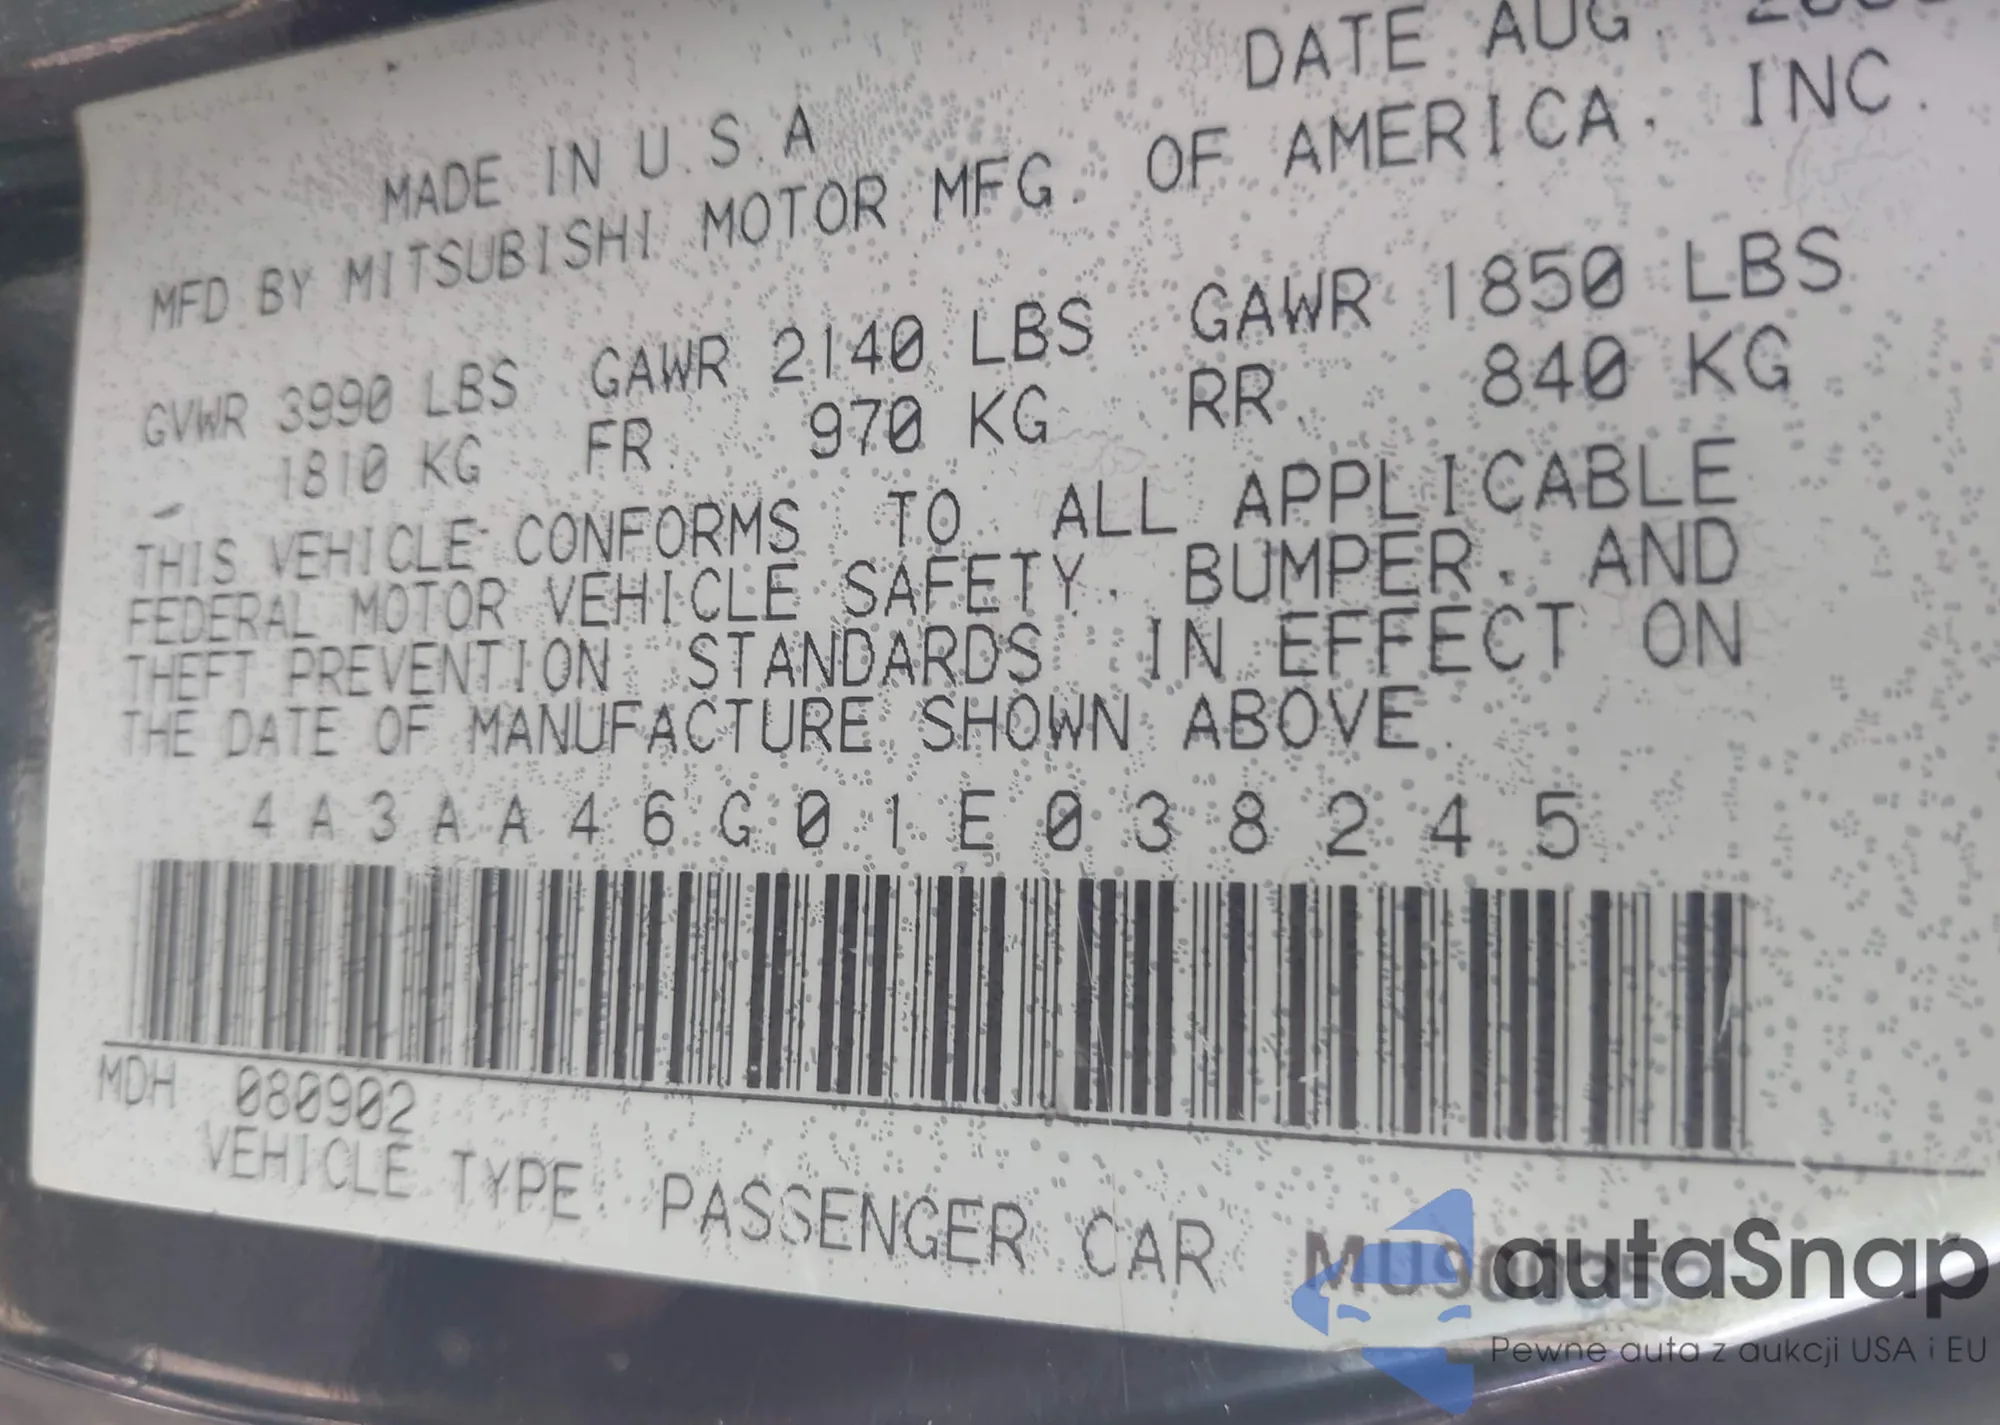 DATE AUG.
MADE IN U.S.A
MFD BY MITSUBISHI MOTOR MFG. OF AMERICA. INC.
GVWR 3990 LBS GAWR 2140 LBS GAWR 1850 LBS
1810 KG FR. 970 KG RR. 840 KG
THIS VEHICLE CONFORMS TO ALL APPLICABLE
FEDERAL MOTOR VEHICLE SAFETY. BUMPER. AND
THEFT PREVENTION STANDARDS IN EFFECT ON
THE DATE OF MANUFACTURE SHOWN ABOVE.
4A3AA46G01E038245
MDH 080902
VEHICLE TYPE PASSENGER CAR
autaSnap
Pewne auta z aukcji USA i EU